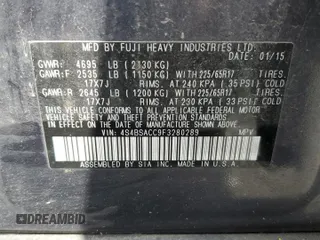 MFD BY FUJI HEAVY INDUSTRIES LTD.
DATE: 01/15
GVWR: 4695 LB (2130 KG)
GAWR:F 2535 LB (1150 KG) WITH 225/65R17 TIRES.
17X7J RIMS. AT 240 KPA (35 PSI) COLD
GAWR:R 2645 LB (1200 KG) WITH 225/65R17 TIRES.
17X7J RIMS. AT 230 KPA (33 PSI) COLD
THIS VEHICLE CONFORMS TO ALL APPLICABLE
FEDERAL MOTOR VEHICLE SAFETY
STANDARDS IN EFFECT ON THE DATE OF
MANUFACTURE SHOWN ABOVE.
VIN: 4S4BSACC9F3280289 MPV
ASSEMBLED BY SIA INC. MADE IN U.S.A.
AUTOBIDMASTER